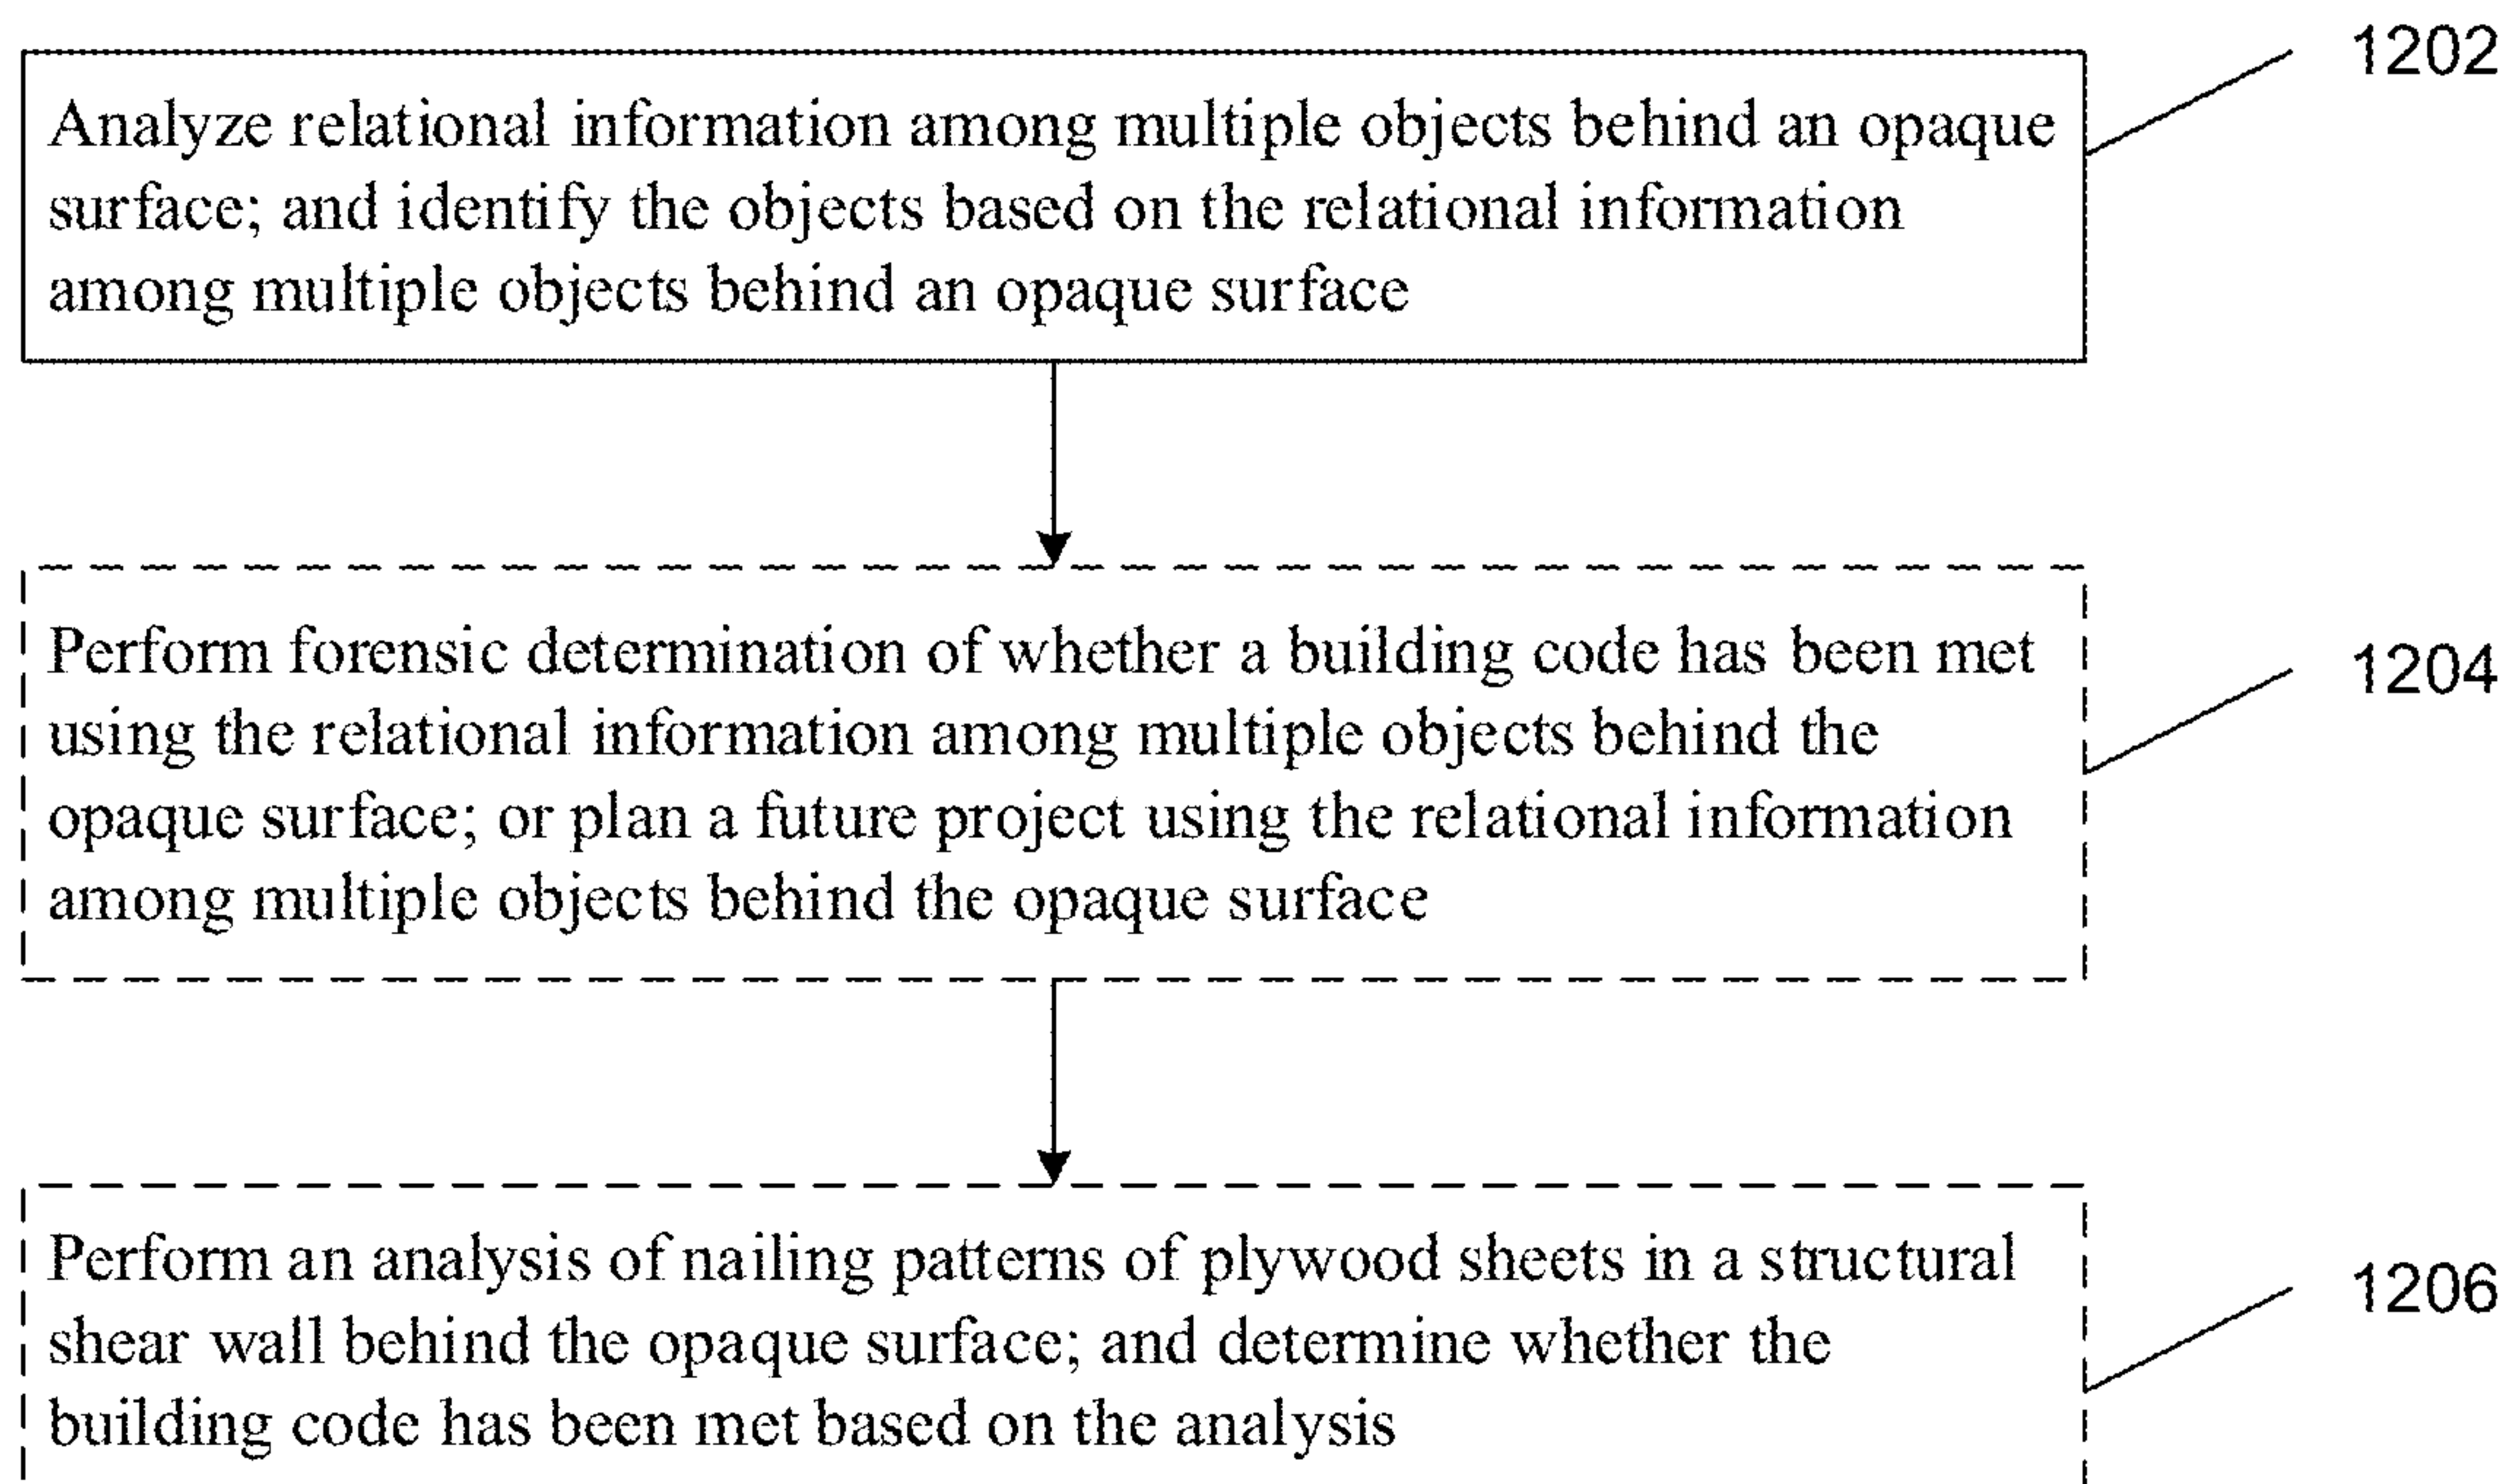 1202
Analyze relational information among multiple objects behind an opaque
surface; and identify the objects based on the relational information
among multiple objects behind an opaque surface
1204
Perform forensic determination of whether a building code has been met
using the relational information among multiple objects behind the
opaque surface; or plan a future project using the relational information
among multiple objects behind the opaque surface
1206
Perform an analysis of nailing patterns of plywood sheets in a structural
shear wall behind the opaque surface; and determine whether the
building code has been met based on the analysis